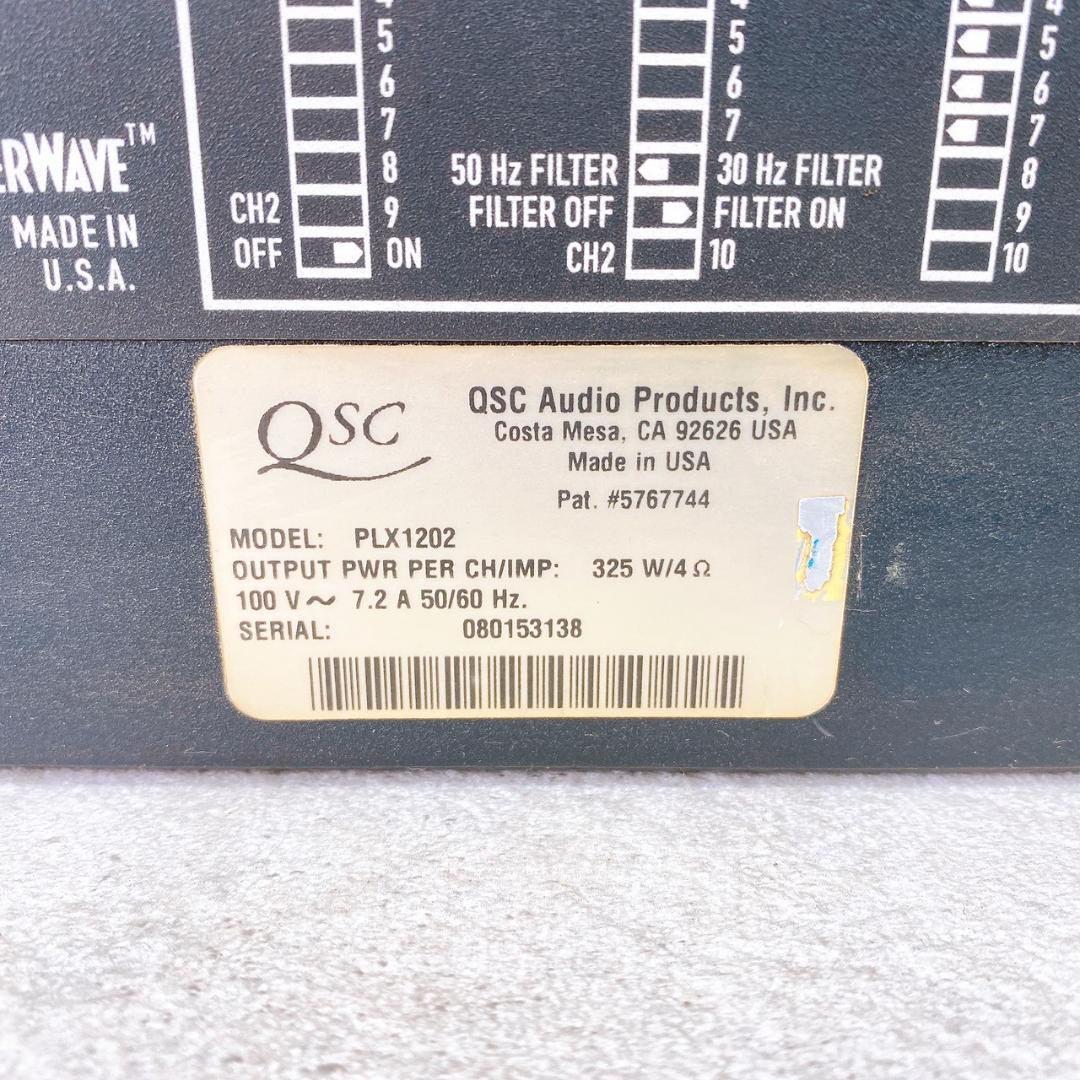 5
6
7
8
CH2 9
OFF ON
4
5
6
7
50 Hz FILTER 30 Hz FILTER
FILTER OFF FILTER ON
CH2 10
4
5
6
7
8
9
10
ERWAVE™
MADE IN
U.S.A.
QSC
QSC Audio Products, Inc.
Costa Mesa, CA 92626 USA
Made in USA
Pat. #5767744
MODEL: PLX1202
OUTPUT PWR PER CH/IMP: 325 W/4 Ω
100 V ~ 7.2 A 50/60 Hz.
SERIAL: 080153138